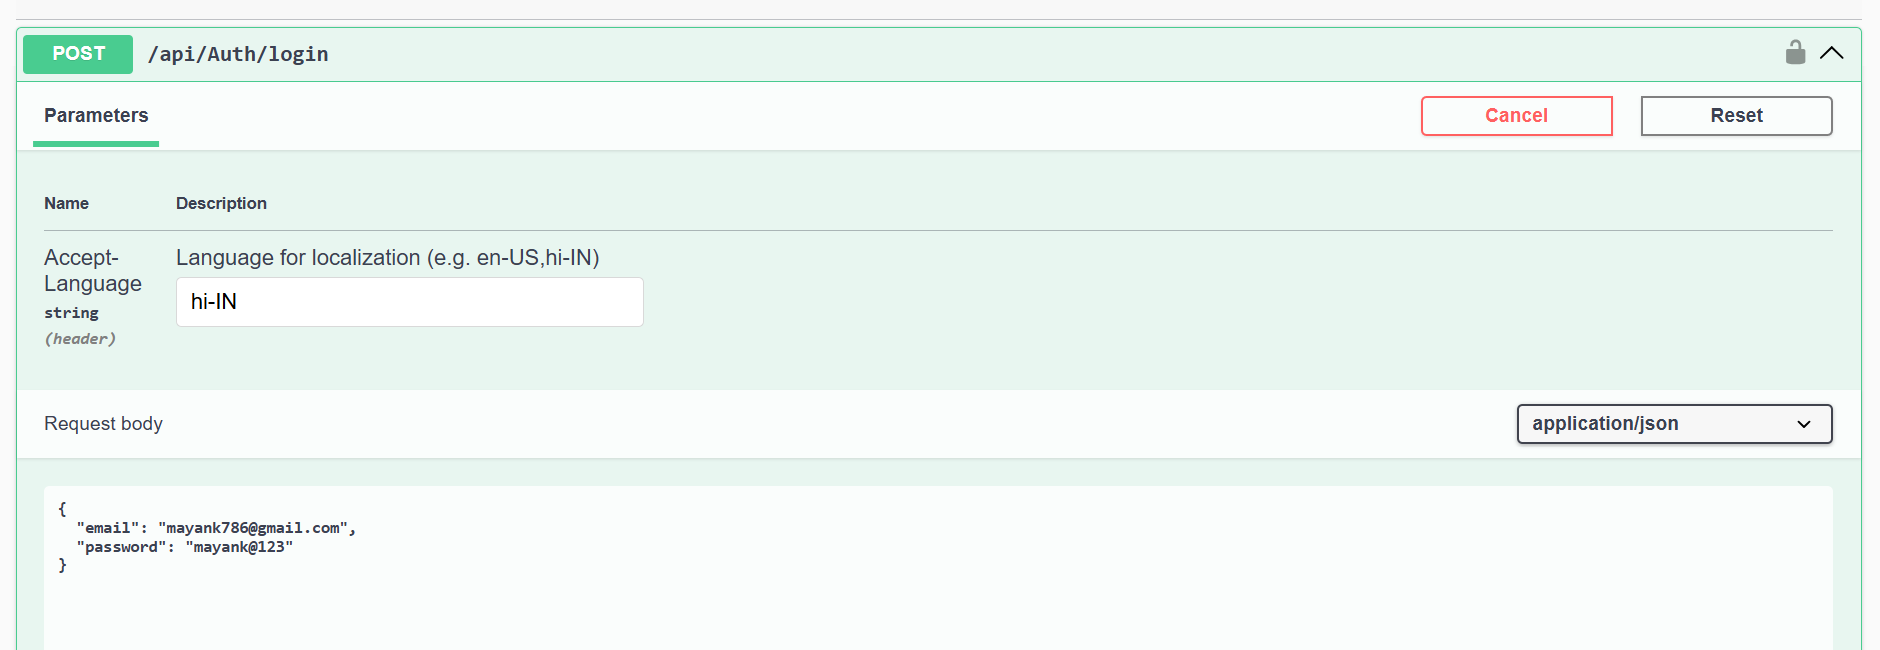 POST /api/Auth/login
Parameters
Cancel
Reset
Name Description
Accept-Language
string
(header)
Language for localization (e.g. en-US,hi-IN)
hi-IN
Request body
application/json
{
"email": "mayank786@gmail.com",
"password": "mayank@123"
}